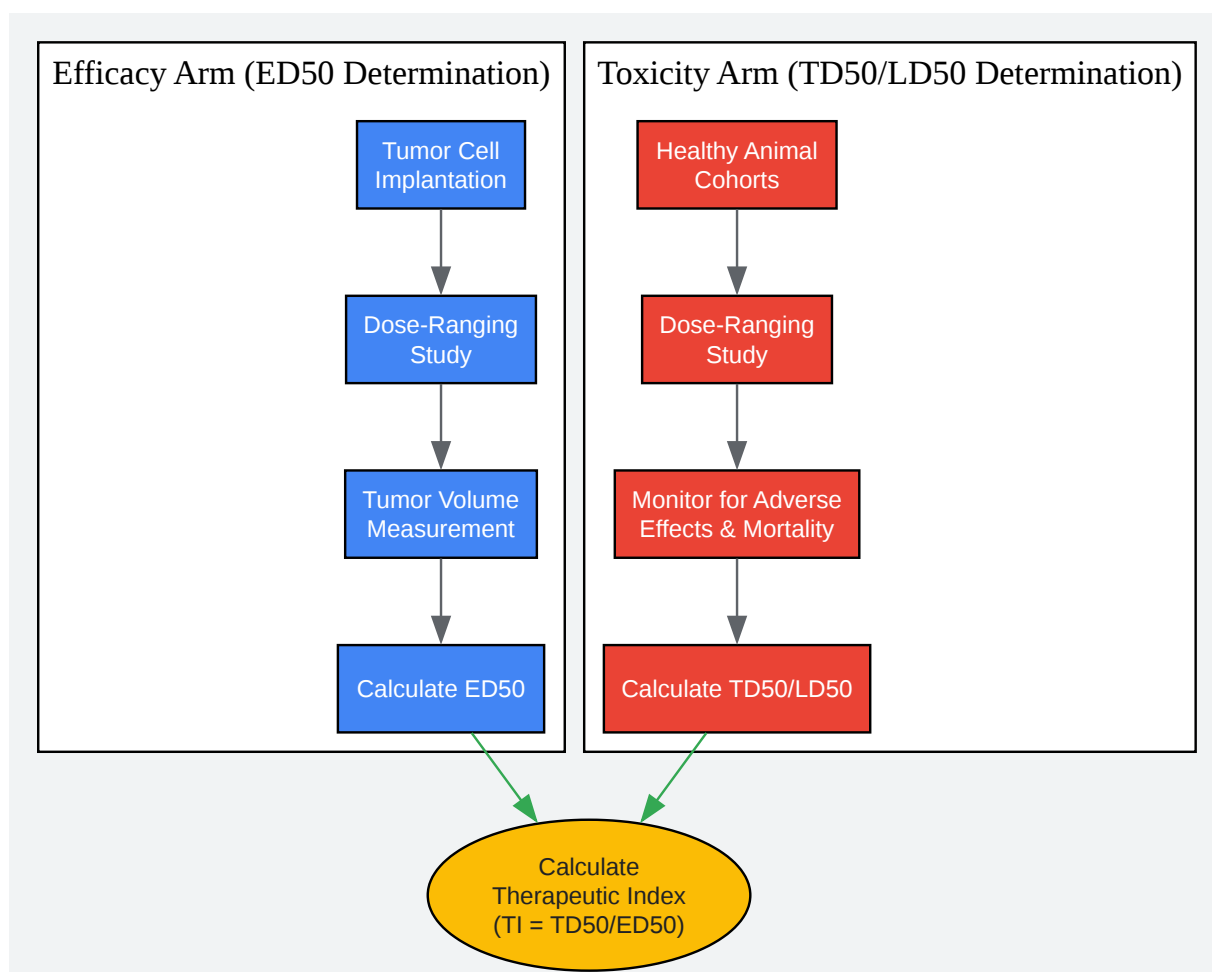 Efficacy Arm (ED50 Determination)
Tumor Cell
Implantation
Dose-Ranging
Study
Tumor Volume
Measurement
Calculate ED50
Toxicity Arm (TD50/LD50 Determination)
Healthy Animal
Cohorts
Dose-Ranging
Study
Monitor for Adverse
Effects & Mortality
Calculate TD50/LD50
Calculate
Therapeutic Index
(TI = TD50/ED50)